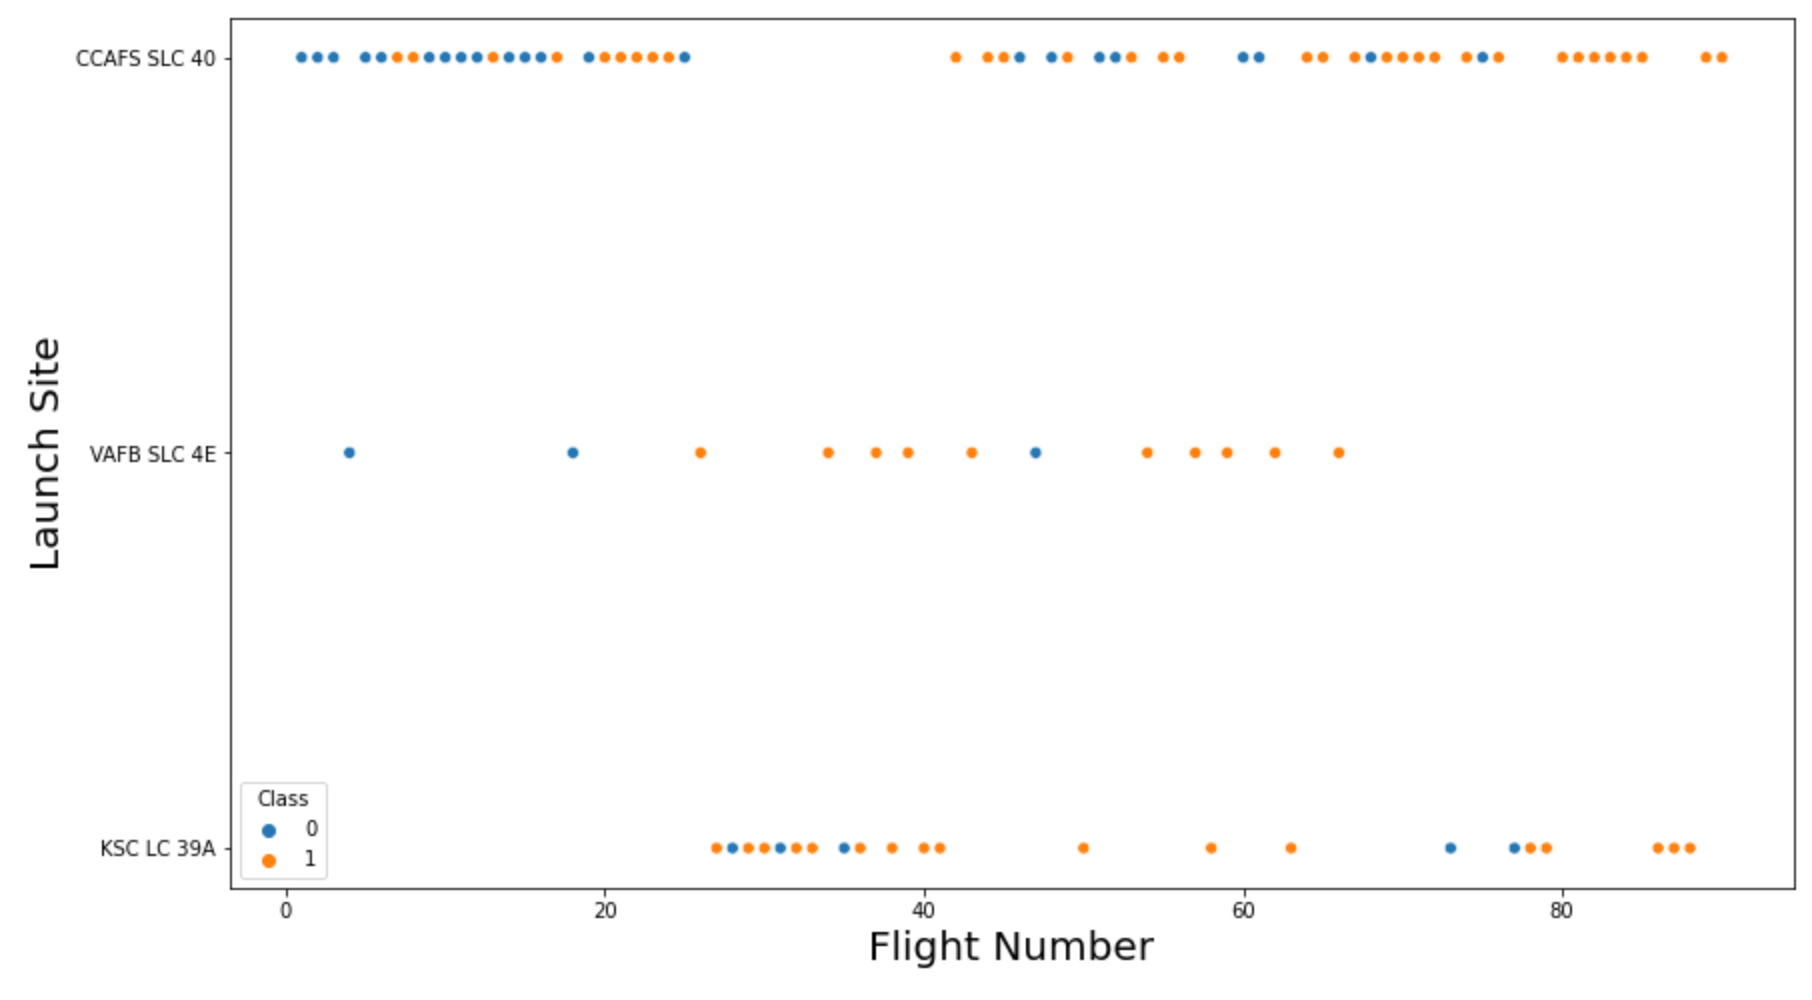 CCAFS SLC 40
VAFB SLC 4E
KSC LC 39A
Launch Site
Class
0
1
0 20 40 60 80
Flight Number